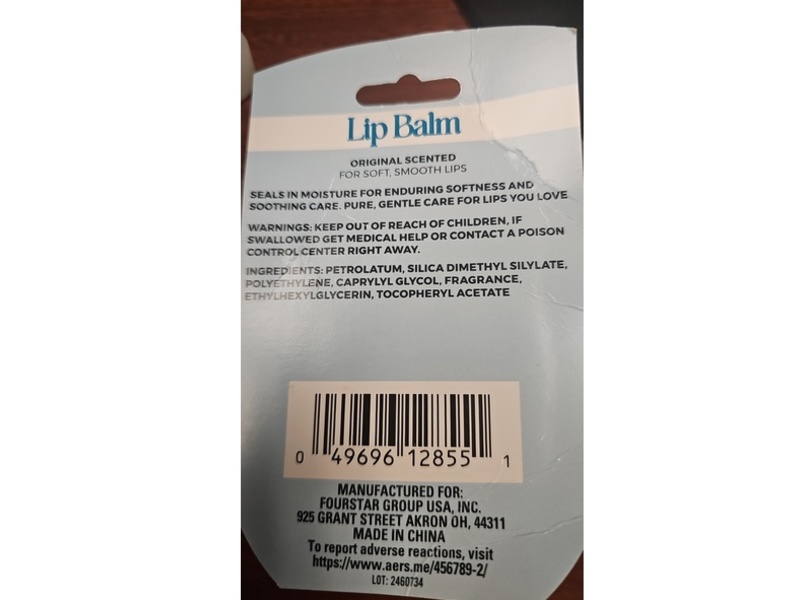 Lip Balm
ORIGINAL SCENTED
FOR SOFT, SMOOTH LIPS
SEALS IN MOISTURE FOR ENDURING SOFTNESS AND
SOOTHING CARE. PURE, GENTLE CARE FOR LIPS YOU LOVE
WARNINGS: KEEP OUT OF REACH OF CHILDREN, IF
SWALLOWED GET MEDICAL HELP OR CONTACT A POISON
CONTROL CENTER RIGHT AWAY.
INGREDIENTS: PETROLATUM, SILICA DIMETHYL SILYLATE,
POLYETHYLENE, CAPRYLYL GLYCOL, FRAGRANCE,
ETHYLHEXYLGLYCERIN, TOCOPHERYL ACETATE
0 49696 12855 1
MANUFACTURED FOR:
FOURSTAR GROUP USA, INC.
925 GRANT STREET AKRON OH, 44311
MADE IN CHINA
To report adverse reactions, visit
https://www.aers.me/456789-2/
LOT: 2460734